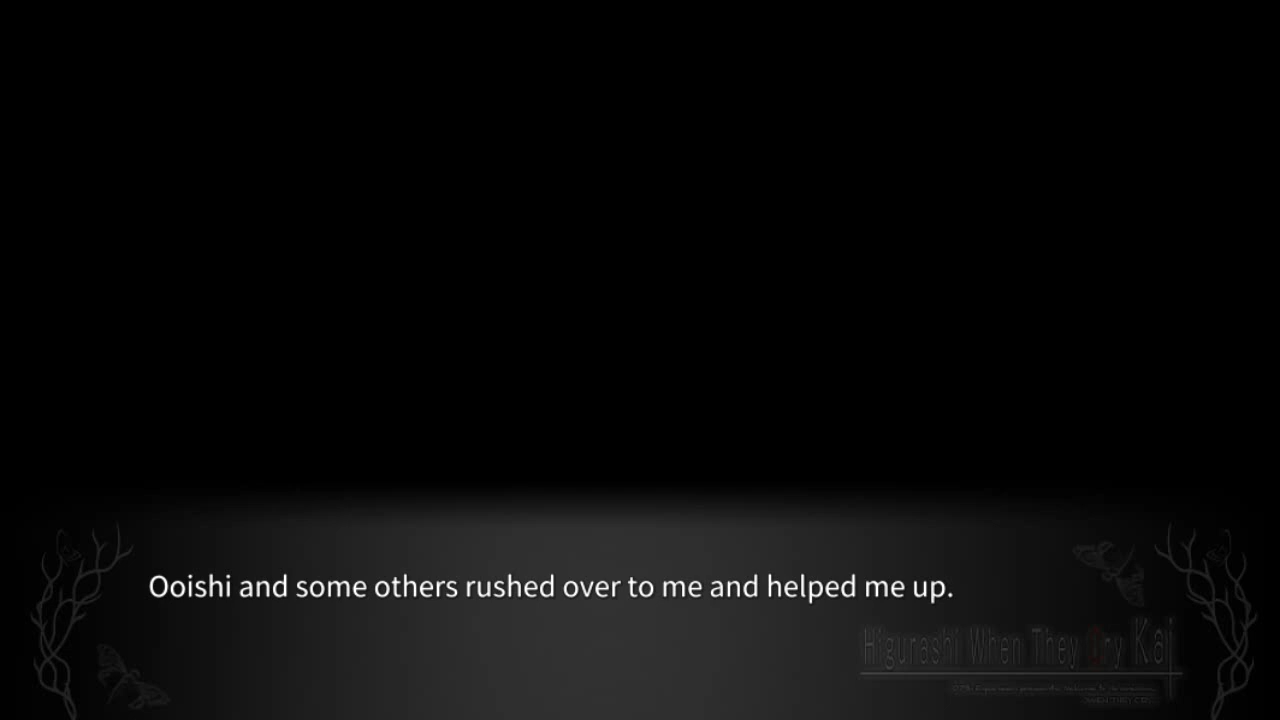 Ooishi and some others rushed over to me and helped me up.
Higurashi When They Cry Kai